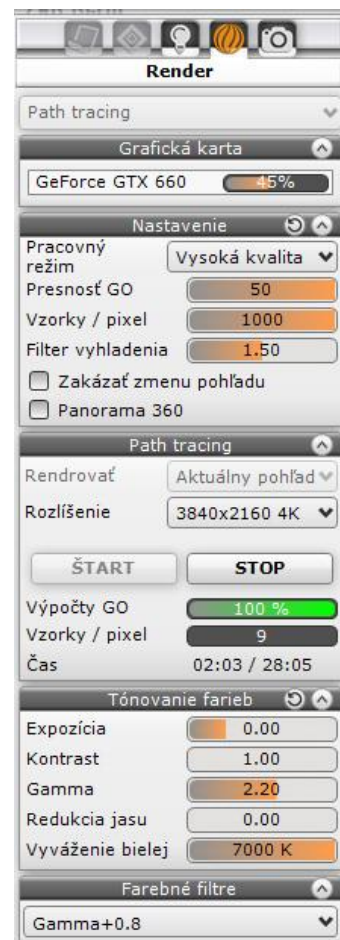 Render
Path tracing
Grafická karta
GeForce GTX 660 45%
Nastavenie
Pracovný režim Vysoká kvalita
Presnosť GO 50
Vzorky / pixel 1000
Filter vyhladenia 1.50
Zakázať zmenu pohľadu
Panorama 360
Path tracing
Rendrovať Aktuálny pohľad
Rozlíšenie 3840x2160 4K
ŠTART STOP
Výpočty GO 100 %
Vzorky / pixel 9
Čas 02:03 / 28:05
Tónovanie farieb
Expozícia 0.00
Kontrast 1.00
Gamma 2.20
Redukcia jasu 0.00
Vyváženie bielej 7000 K
Farebné filtre
Gamma+0.8